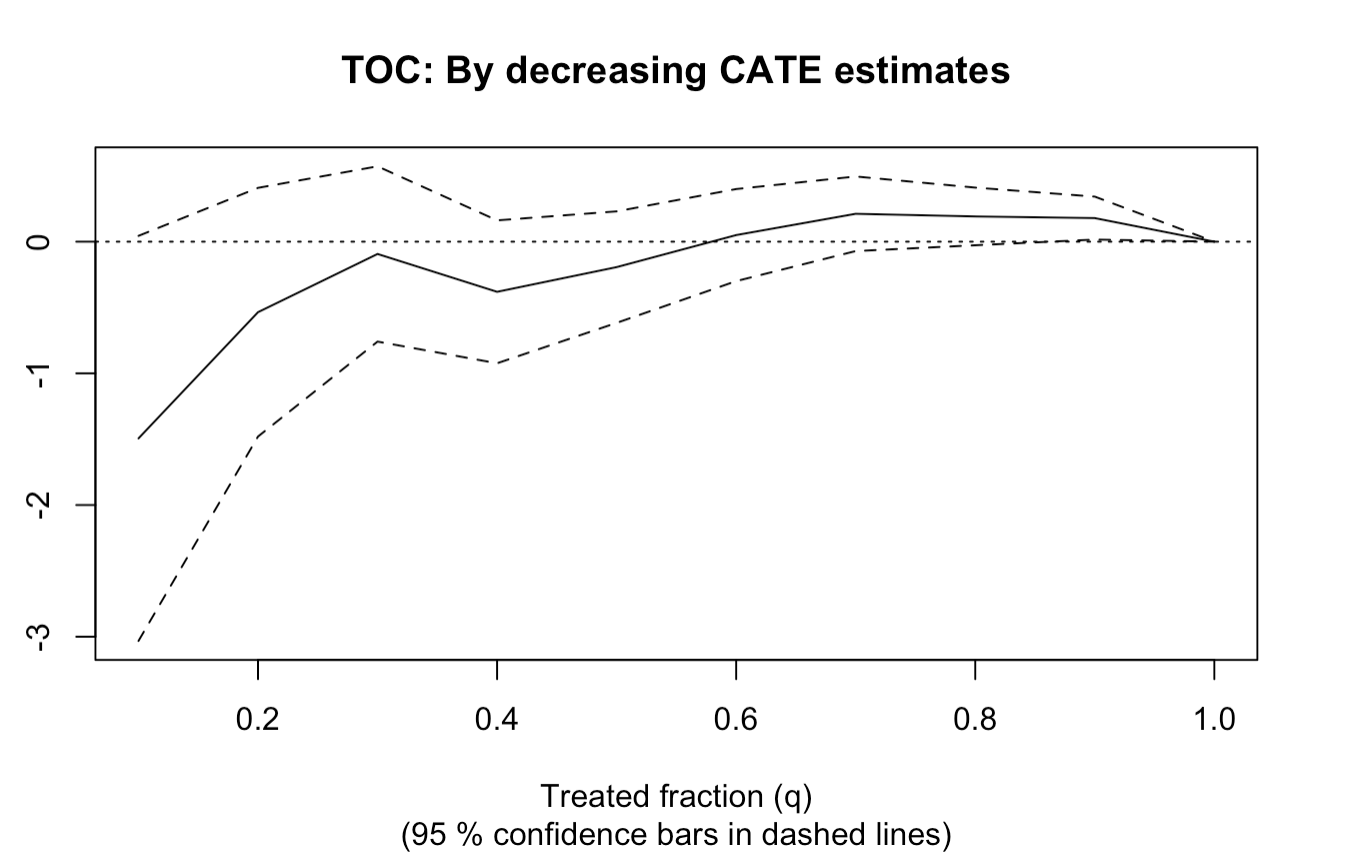 TOC: By decreasing CATE estimates
0
-1
-2
-3
0.2 0.4 0.6 0.8 1.0
Treated fraction (q)
(95 % confidence bars in dashed lines)